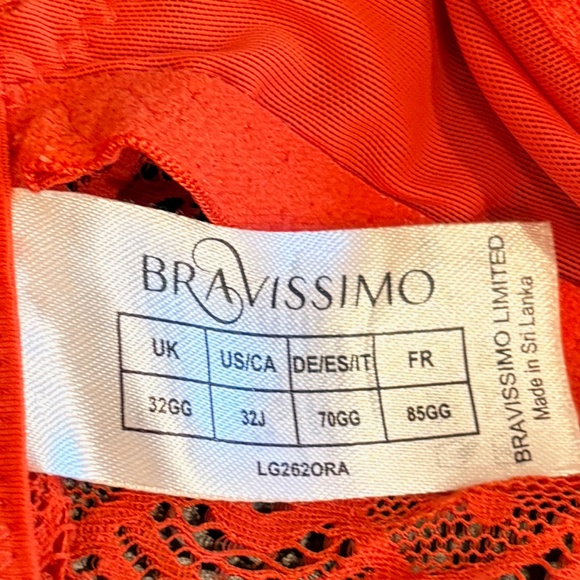 BRAVISSIMO
UK US/CA DE/ES/IT FR
32GG 32J 70GG 85GG
LG262ORA
BRAVISSIMO LIMITED
Made in Sri Lanka